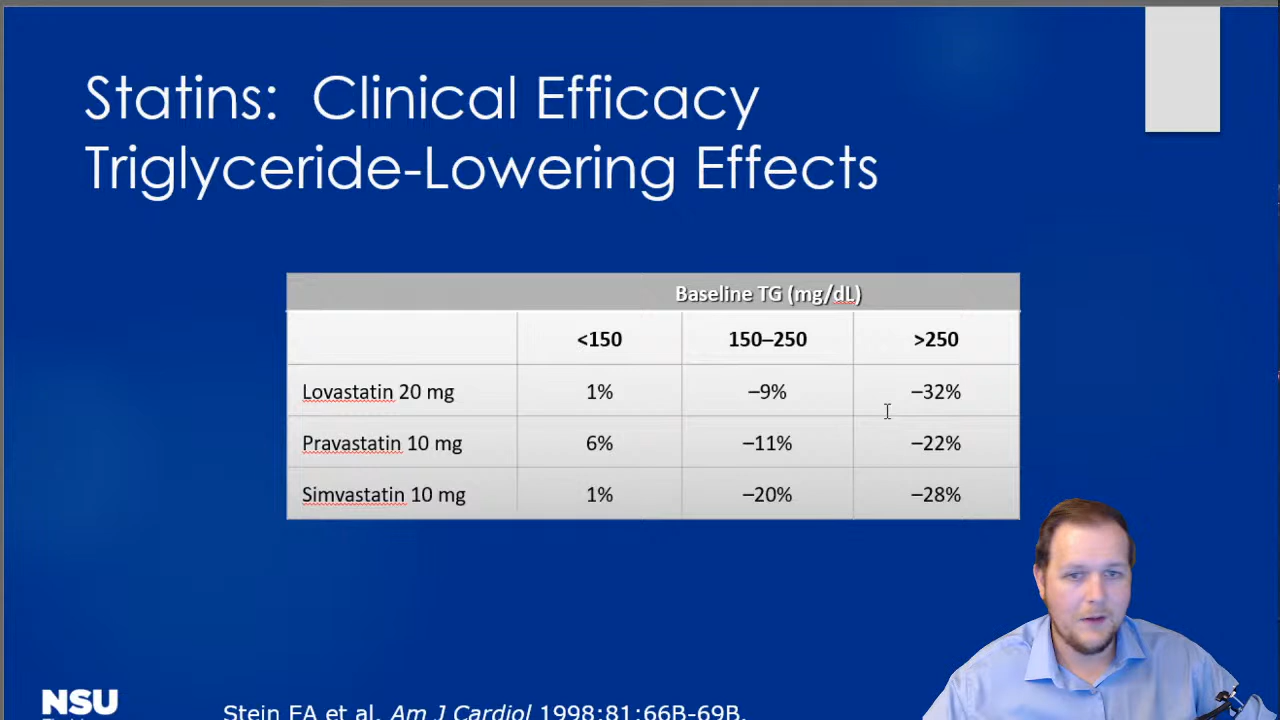 Statins: Clinical Efficacy
Triglyceride-Lowering Effects
Baseline TG (mg/dL)
<150 150–250 >250
Lovastatin 20 mg 1% –9% –32%
Pravastatin 10 mg 6% –11% –22%
Simvastatin 10 mg 1% –20% –28%
NSU
Stein EA et al. Am J Cardiol 1998;81:66B-69B.